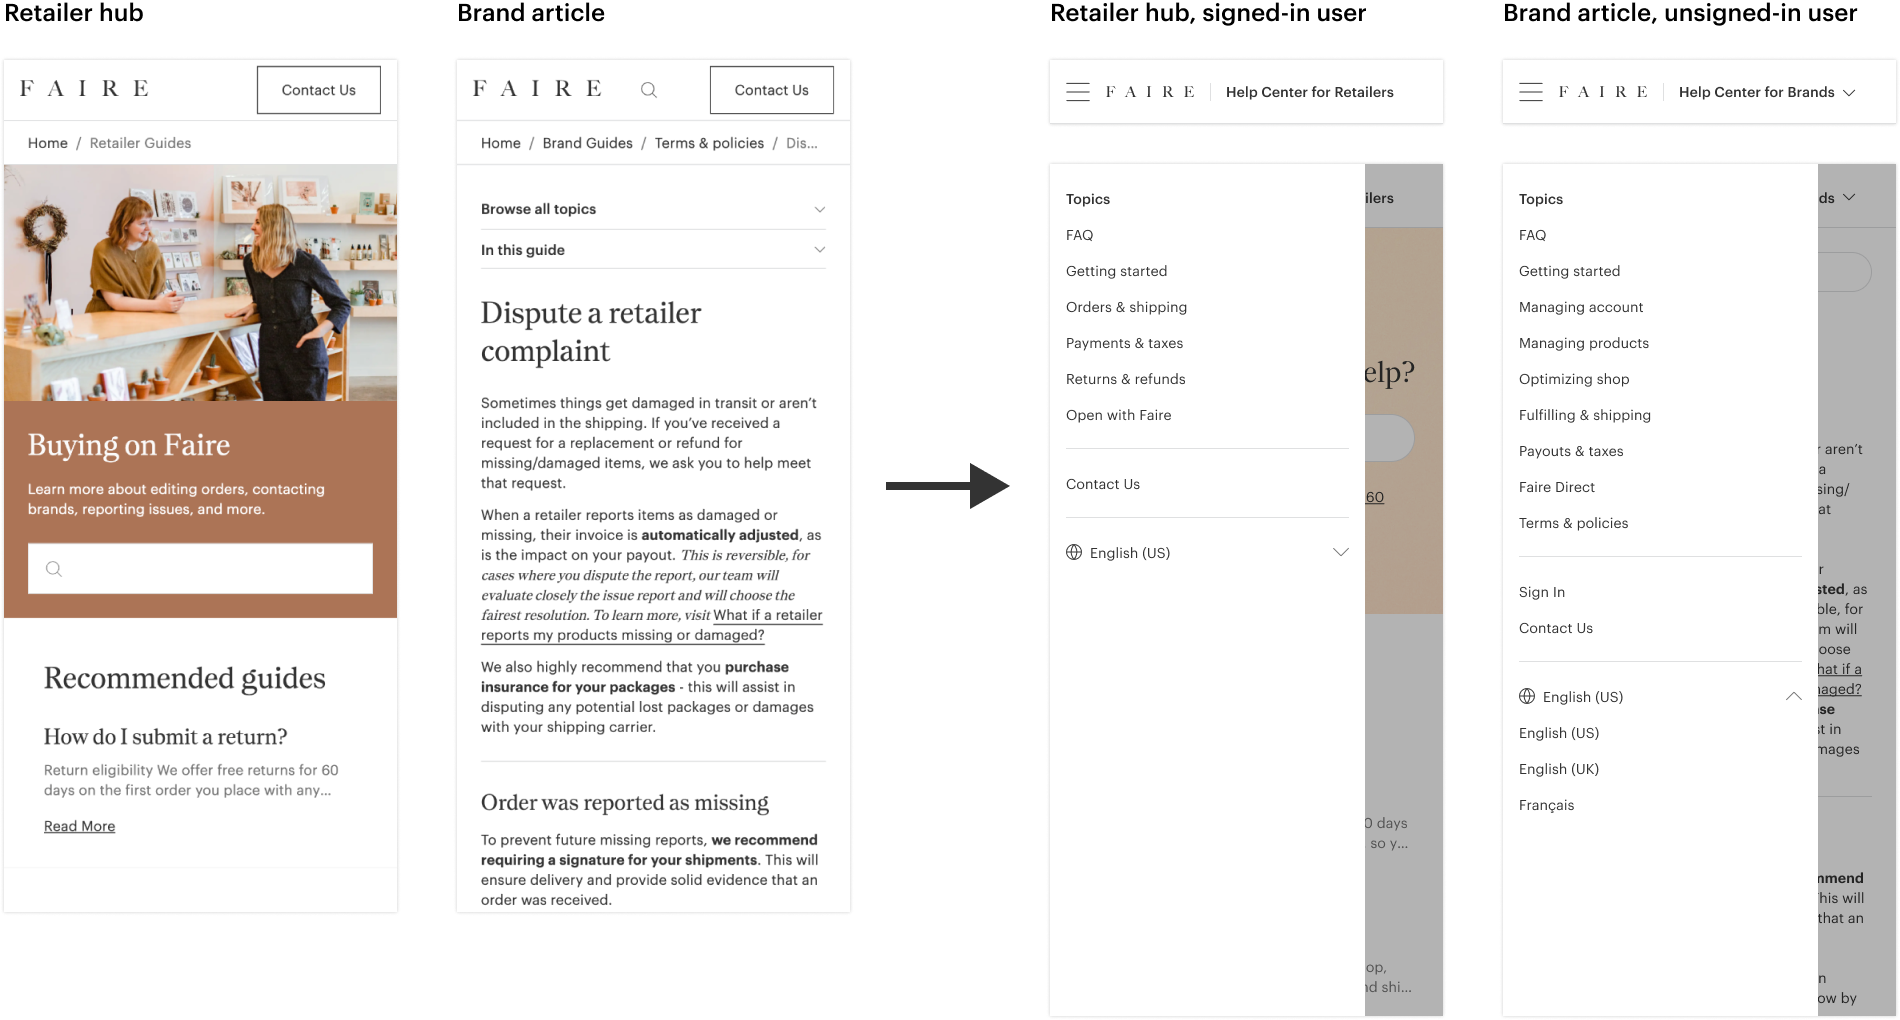 Retailer hub
FAIRE
Contact Us
Home / Retailer Guides
Buying on Faire
Learn more about editing orders, contacting
brands, reporting issues, and more.
Recommended guides
How do I submit a return?
Return eligibility We offer free returns for 60
days on the first order you place with any...
Read More
Brand article
FAIRE
Contact Us
Home / Brand Guides / Terms & policies / Dis...
Browse all topics
In this guide
Dispute a retailer
complaint
Sometimes things get damaged in transit or aren't
included in the shipping. If you've received a
request for a replacement or refund for
missing/damaged items, we ask you to help meet
that request.
When a retailer reports items as damaged or
missing, their invoice is automatically adjusted, as
is the impact on your payout. This is reversible, for
cases where you dispute the report, our team will
evaluate closely the issue report and will choose the
fairest resolution. To learn more, visit What if a retailer
reports my products missing or damaged?
We also highly recommend that you purchase
insurance for your packages - this will assist in
disputing any potential lost packages or damages
with your shipping carrier.
Order was reported as missing
To prevent future missing reports, we recommend
requiring a signature for your shipments. This will
ensure delivery and provide solid evidence that an
order was received.
Retailer hub, signed-in user
FAIRE
Help Center for Retailers
Topics
FAQ
Getting started
Orders & shipping
Payments & taxes
Returns & refunds
Open with Faire
Contact Us
English (US)
ilers
elp?
60
0 days
so y...
op,
nd shi...
Brand article, unsigned-in user
FAIRE
Help Center for Brands
Topics
FAQ
Getting started
Managing account
Managing products
Optimizing shop
Fulfilling & shipping
Payouts & taxes
Faire Direct
Terms & policies
Sign In
Contact Us
English (US)
English (US)
English (UK)
Français
ds
r aren't
a
sing/
at
r
sted, as
ble, for
m will
oose
hat if a
naged?
se
st in
mages
mmend
This will
that an
n
ow by